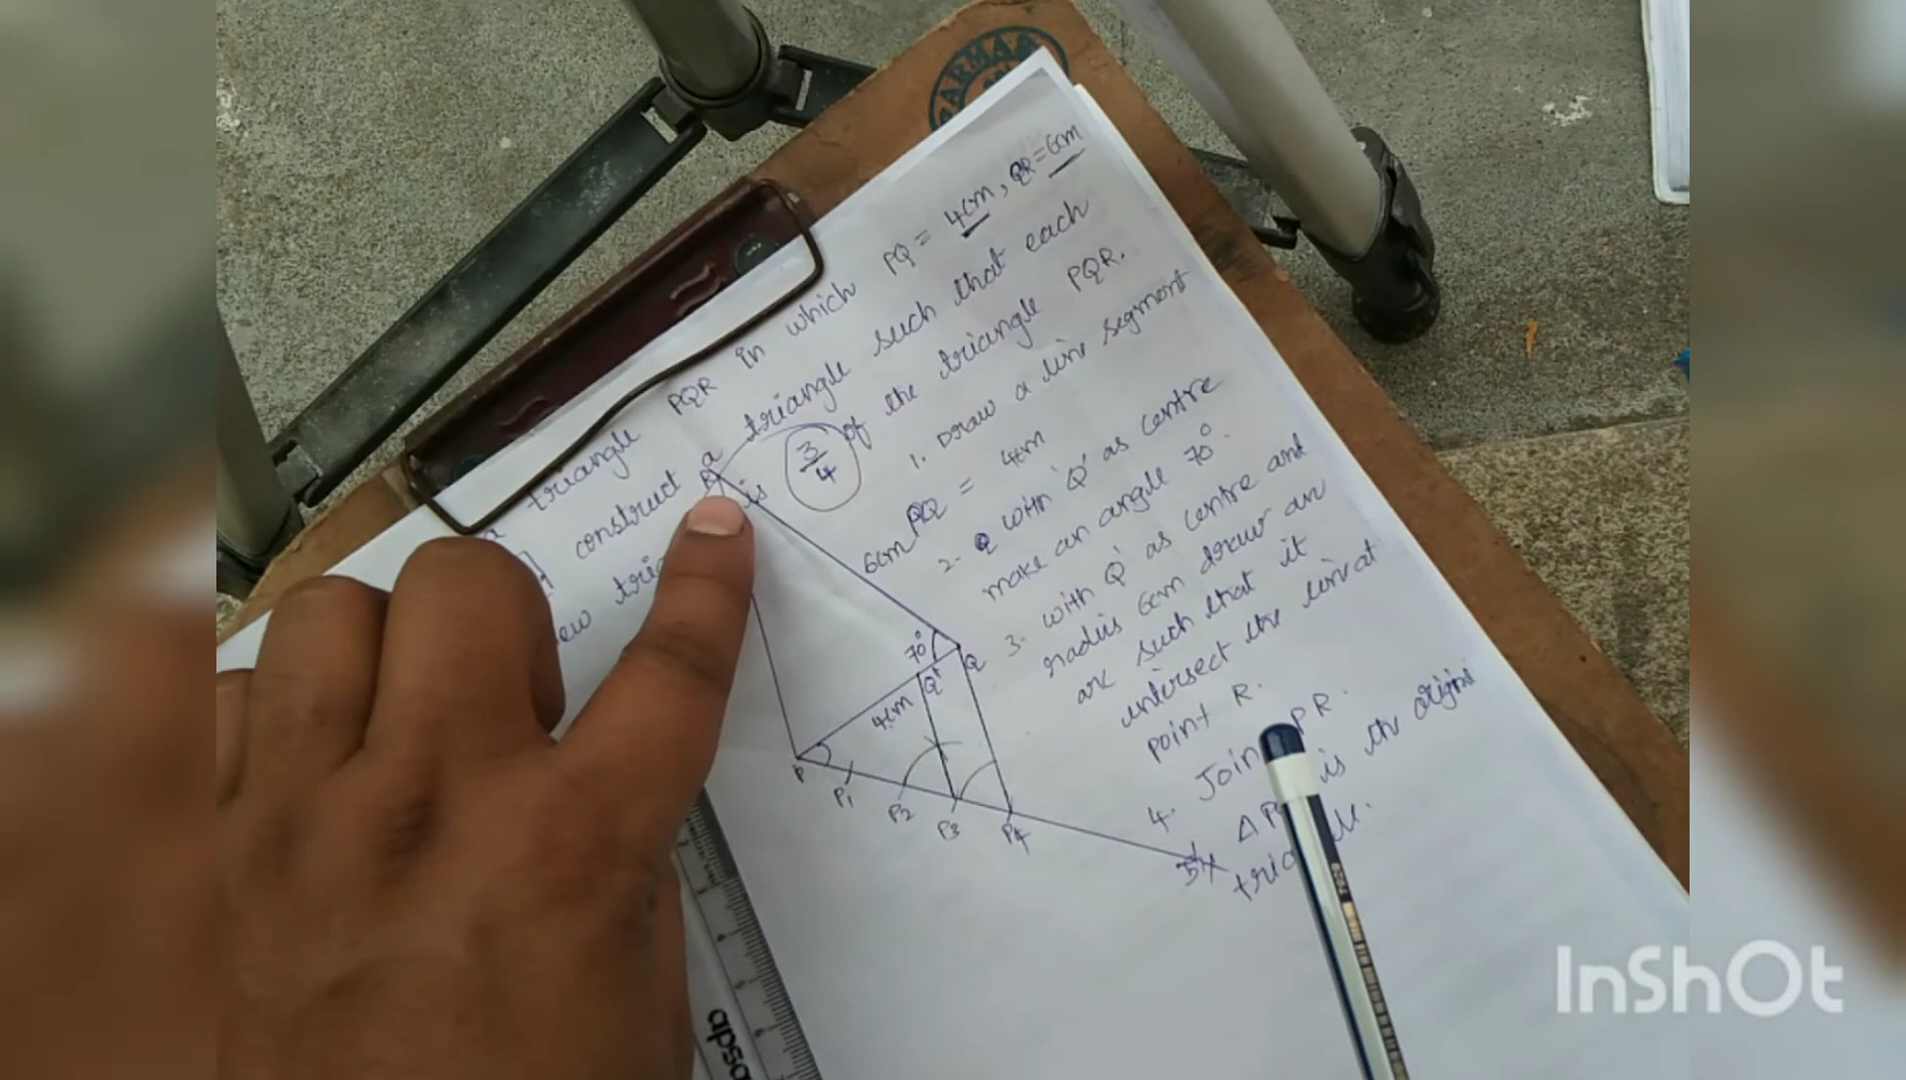 a triangle PQR in which PQ = 4cm, QR = 6cm
construct a triangle such that each
is 3/4 of the triangle PQR.
1. Draw a line segment
PQ = 4cm
2. Q with 'Q' as centre
make an angle 70°.
3. with Q as centre and
radius 6cm draw an
arc such that it
intersect the line at
point R.
4. Join PR.
is the
R
6cm
70°
Q
Q'
4cm
P
P1
P2
P3
P4
apsa
InShOt